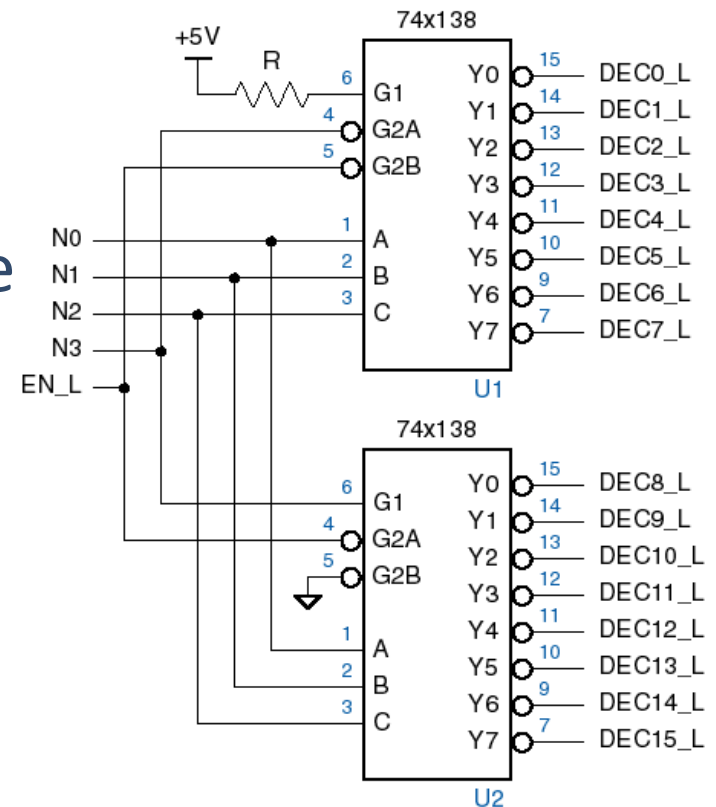 74x138
+5V
R
6 G1
4 G2A
5 G2B
1 A
2 B
3 C
Y0 15 DEC0_L
Y1 14 DEC1_L
Y2 13 DEC2_L
Y3 12 DEC3_L
Y4 11 DEC4_L
Y5 10 DEC5_L
Y6 9 DEC6_L
Y7 7 DEC7_L
N0
N1
N2
N3
EN_L
e
U1
74x138
6 G1
4 G2A
5 G2B
1 A
2 B
3 C
Y0 15 DEC8_L
Y1 14 DEC9_L
Y2 13 DEC10_L
Y3 12 DEC11_L
Y4 11 DEC12_L
Y5 10 DEC13_L
Y6 9 DEC14_L
Y7 7 DEC15_L
U2